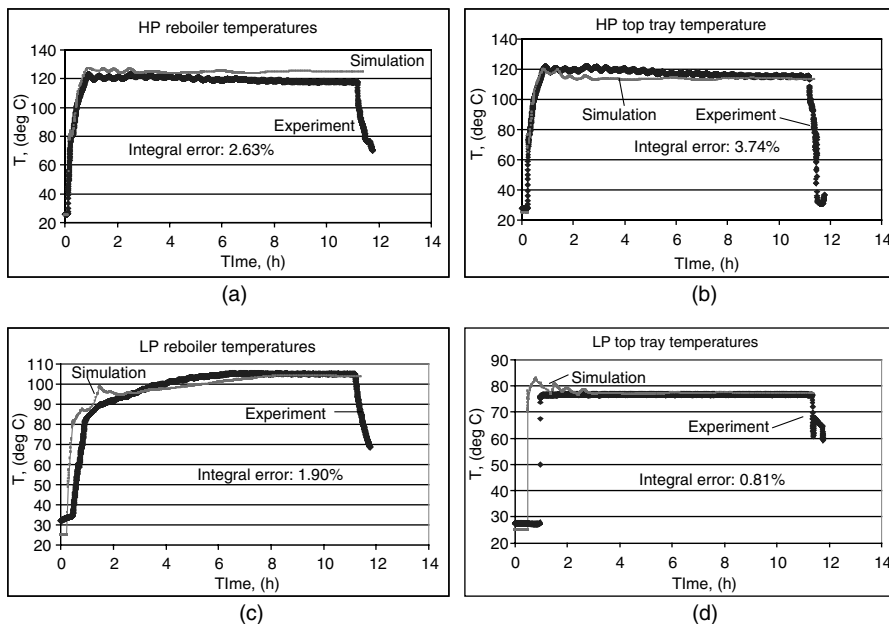 HP reboiler temperatures
T, (deg C)
140
120
100
80
60
40
20
Simulation
Experiment
Integral error: 2.63%
0 2 4 6 8 10 12 14
TIme, (h)
(a)
HP top tray temperature
T, (deg C)
140
120
100
80
60
40
20
Simulation
Experiment
Integral error: 3.74%
0 2 4 6 8 10 12 14
TIme, (h)
(b)
LP reboiler temperatures
T, (deg C)
110
100
90
80
70
60
50
40
30
20
Simulation
Experiment
Integral error: 1.90%
0 2 4 6 8 10 12 14
TIme, (h)
(c)
LP top tray temperatures
T, (deg C)
90
80
70
60
50
40
30
20
Simulation
Experiment
Integral error: 0.81%
0 2 4 6 8 10 12 14
TIme, (h)
(d)